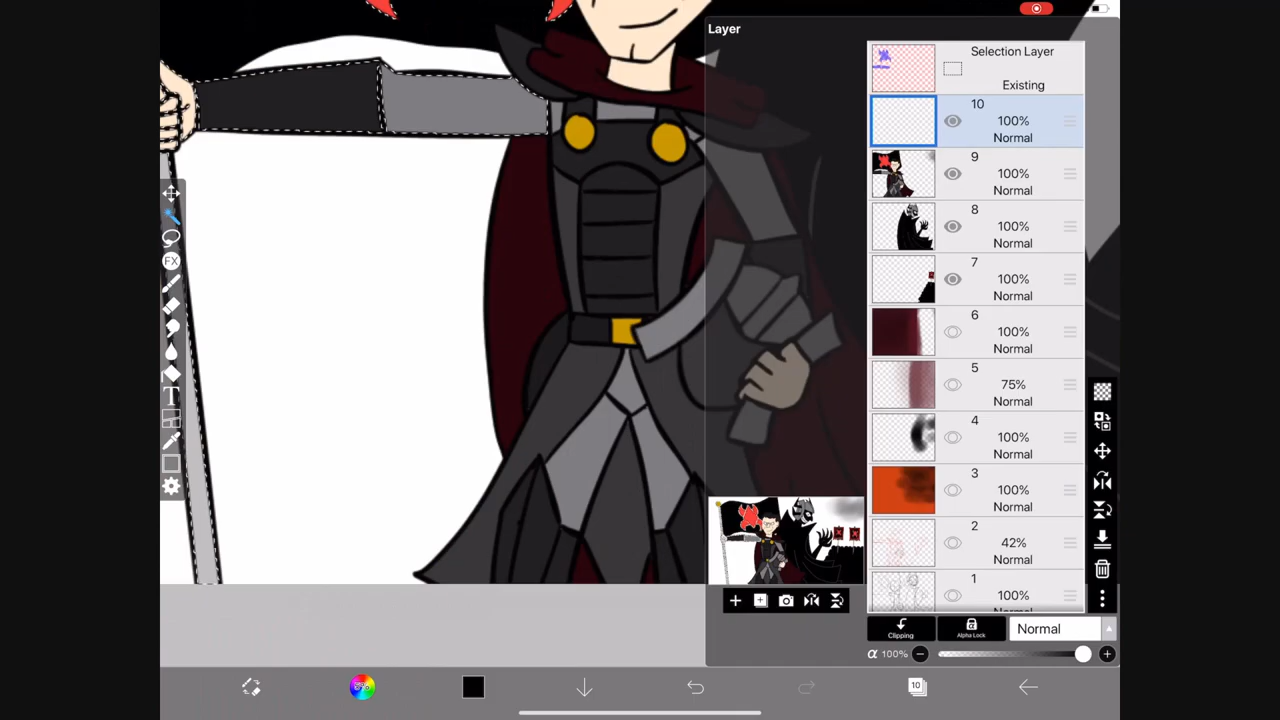 Layer
Selection Layer
Existing
10
100%
Normal
9
100%
Normal
8
100%
Normal
7
100%
Normal
6
100%
Normal
5
75%
Normal
4
100%
Normal
3
100%
Normal
2
42%
Normal
1
100%
FX
T
Clipping
Alpha Lock
Normal
α 100%
10